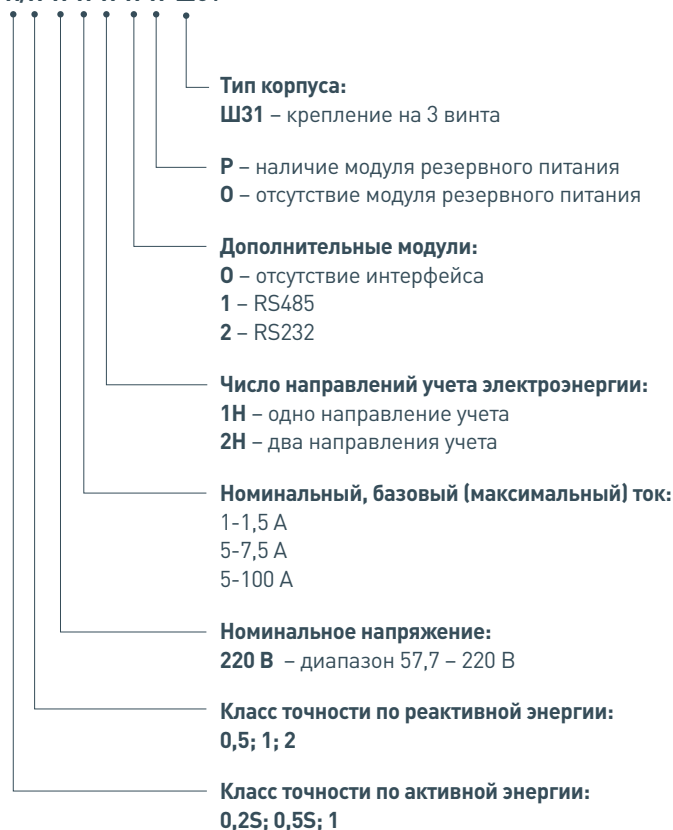 Тип корпуса:
Ш31 – крепление на 3 винта
Р – наличие модуля резервного питания
О – отсутствие модуля резервного питания
Дополнительные модули:
0 – отсутствие интерфейса
1 – RS485
2 – RS232
Число направлений учета электроэнергии:
1Н – одно направление учета
2Н – два направления учета
Номинальный, базовый (максимальный) ток:
1-1,5 А
5-7,5 А
5-100 А
Номинальное напряжение:
220 В – диапазон 57,7 – 220 В
Класс точности по реактивной энергии:
0,5; 1; 2
Класс точности по активной энергии:
0,2S; 0,5S; 1